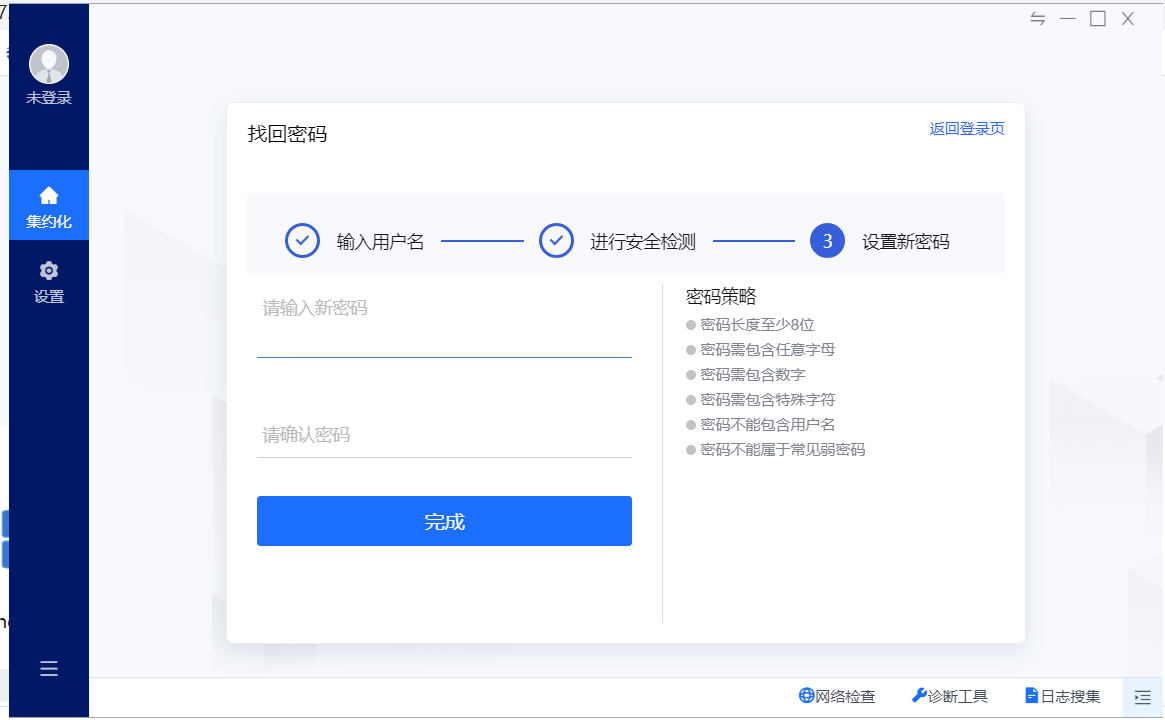 未登录
集约化
设置
找回密码
返回登录页
输入用户名
进行安全检测
3
设置新密码
请输入新密码
请确认密码
完成
密码策略
密码长度至少8位
密码需包含任意字母
密码需包含数字
密码需包含特殊字符
密码不能包含用户名
密码不能属于常见弱密码
网络检查
诊断工具
日志搜集